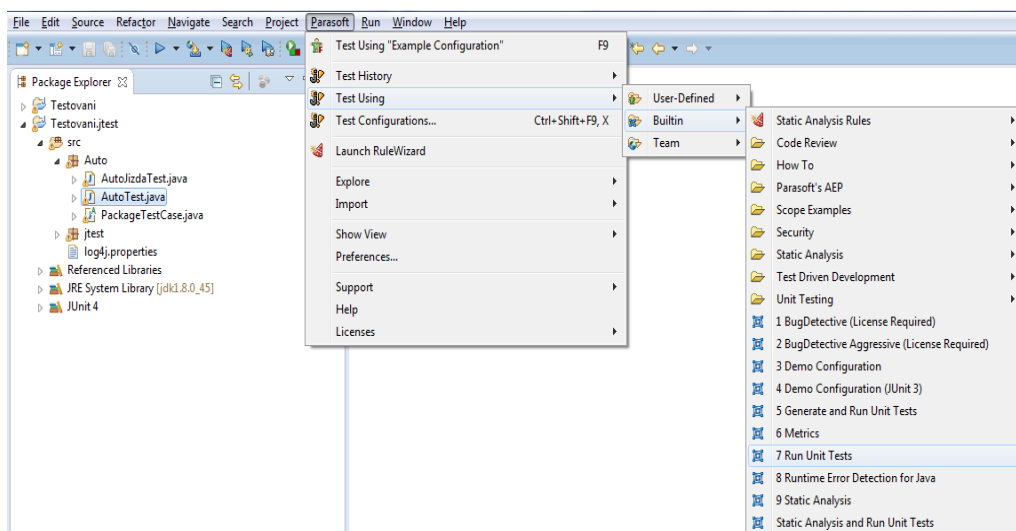 File Edit Source Refactor Navigate Search Project Parasoft Run Window Help
Package Explorer
Testovani
Testovani.jtest
src
Auto
AutoJizdaTest.java
AutoTest.java
PackageTestCase.java
jtest
log4j.properties
Referenced Libraries
JRE System Library [jdk1.8.0_45]
JUnit 4
Test Using "Example Configuration" F9
Test History
Test Using
Test Configurations... Ctrl+Shift+F9, X
Launch RuleWizard
Explore
Import
Show View
Preferences...
Support
Help
Licenses
User-Defined
Builtin
Team
Static Analysis Rules
Code Review
How To
Parasoft's AEP
Scope Examples
Security
Static Analysis
Test Driven Development
Unit Testing
1 BugDetective (License Required)
2 BugDetective Aggressive (License Required)
3 Demo Configuration
4 Demo Configuration (JUnit 3)
5 Generate and Run Unit Tests
6 Metrics
7 Run Unit Tests
8 Runtime Error Detection for Java
9 Static Analysis
Static Analysis and Run Unit Tests